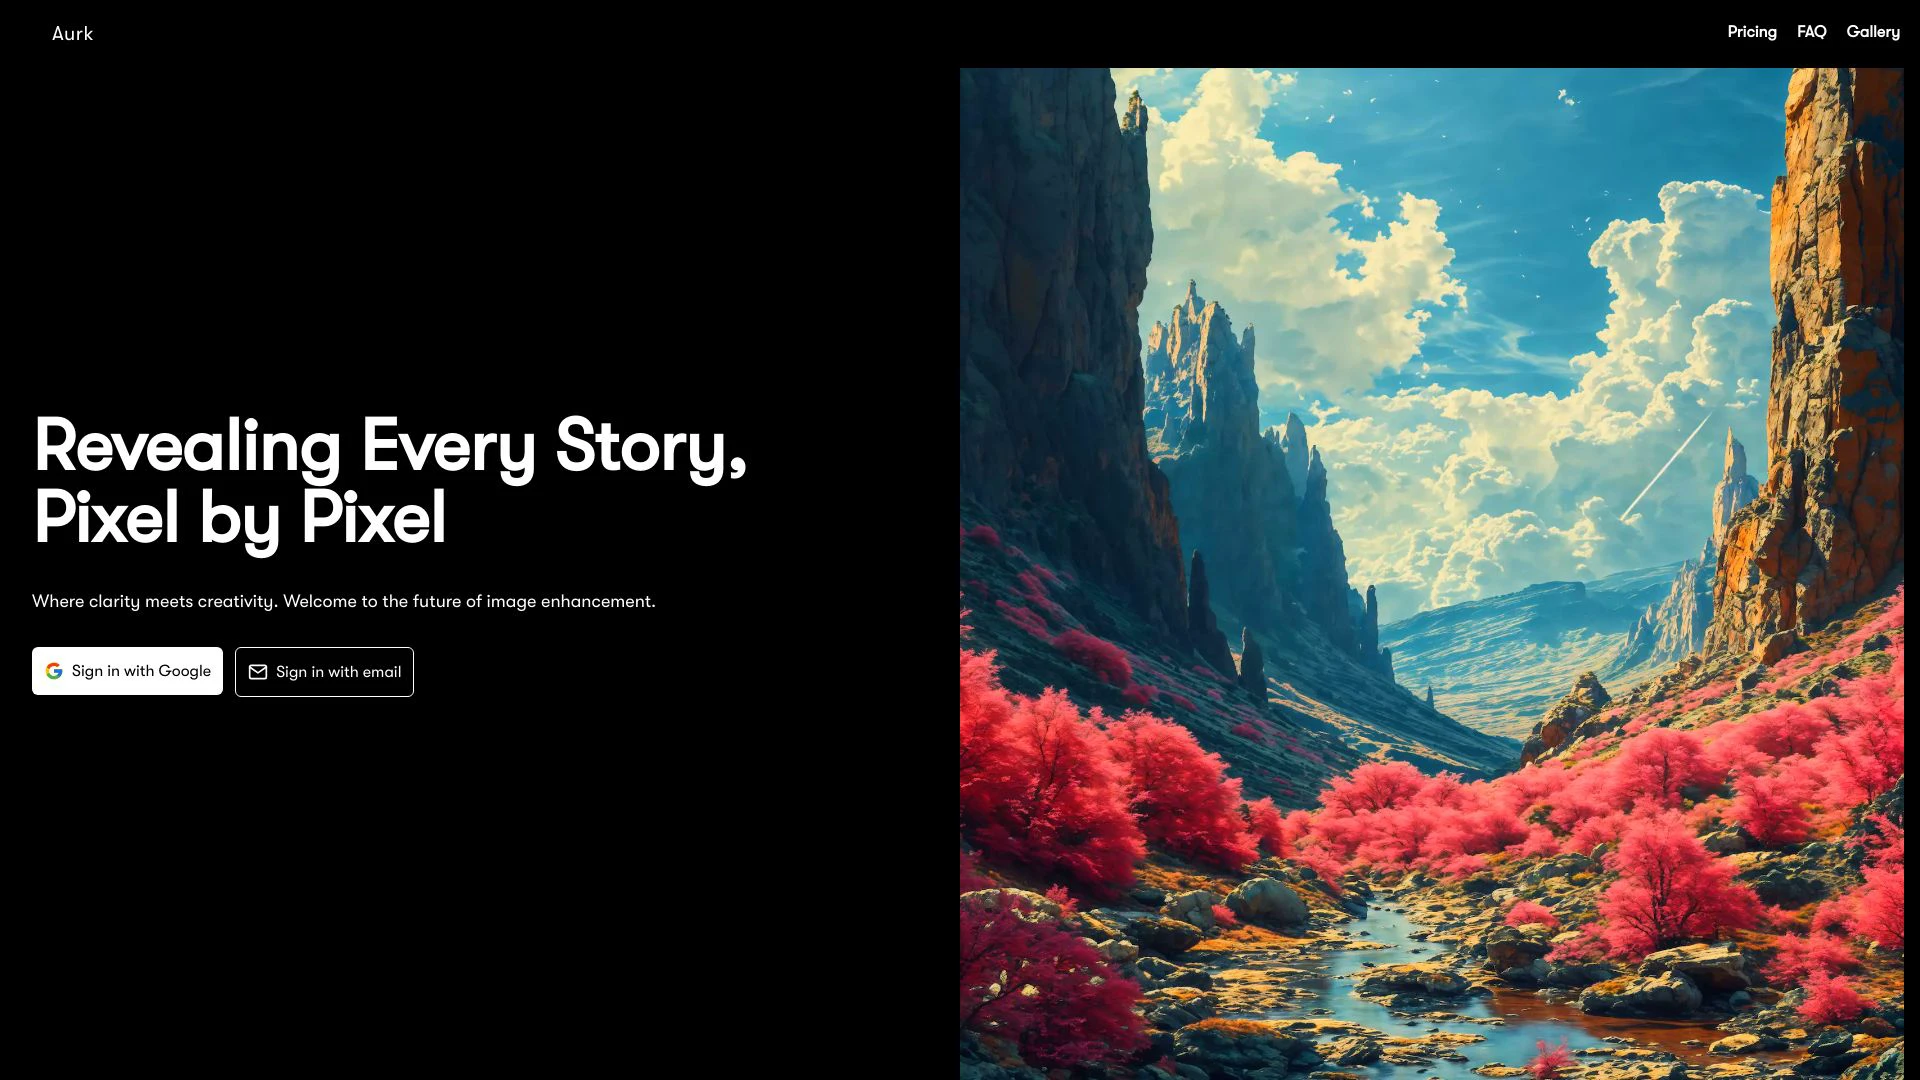 Aurk
Pricing FAQ Gallery
Revealing Every Story,
Pixel by Pixel
Where clarity meets creativity. Welcome to the future of image enhancement.
Sign in with Google Sign in with email